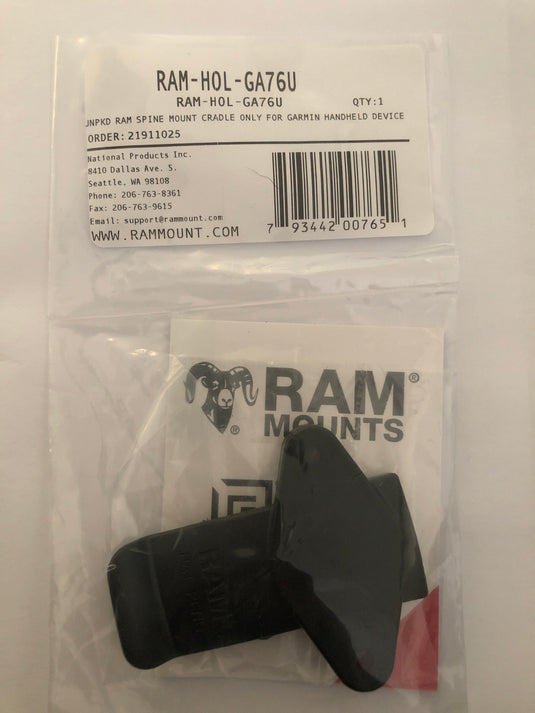 RAM-HOL-GA76U
RAM-HOL-GA76U QTY:1
UNPKD RAM SPINE MOUNT CRADLE ONLY FOR GARMIN HANDHELD DEVICE
ORDER: 21911025
National Products Inc.
8410 Dallas Ave. S.
Seattle, WA 98108
Phone: 206-763-8361
Fax: 206-763-9615
Email: support@rammount.com
WWW.RAMMOUNT.COM
7 93442 00765 1
RAM®
MOUNTS
®
RAM